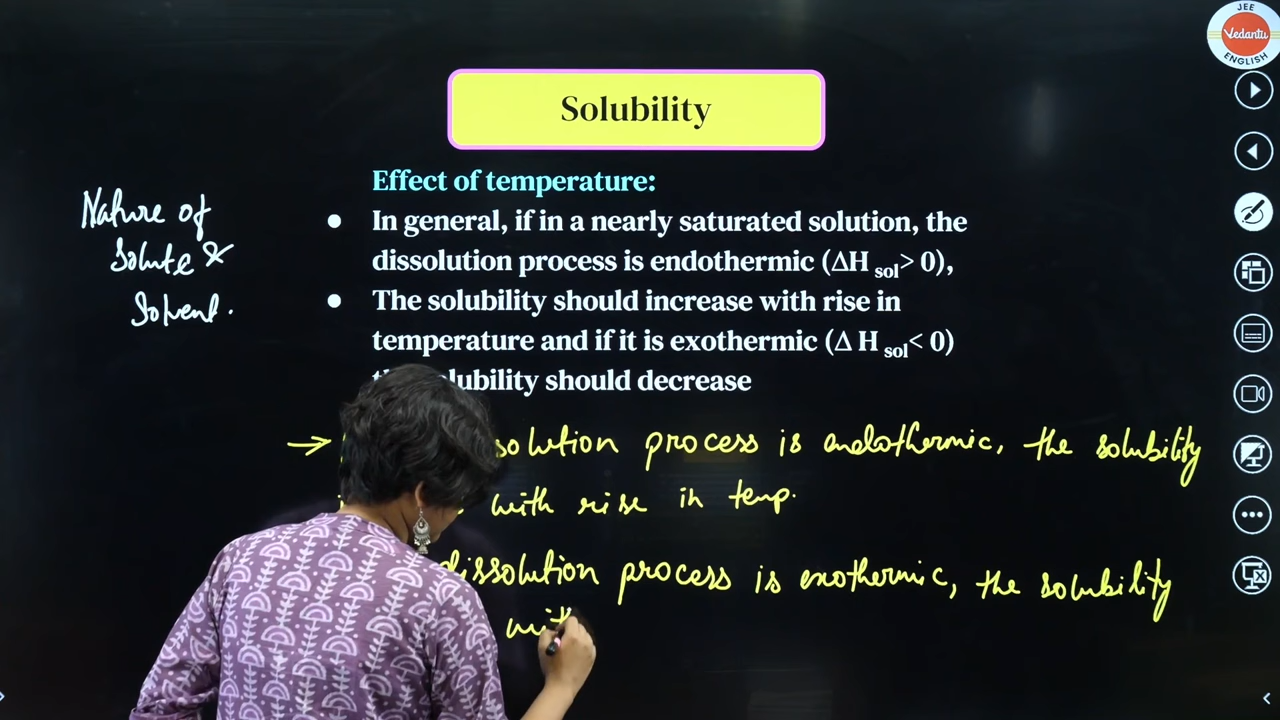 JEE
Vedantu
ENGLISH
Solubility
Effect of temperature:
● In general, if in a nearly saturated solution, the
dissolution process is endothermic (ΔH sol> 0),
● The solubility should increase with rise in
temperature and if it is exothermic (Δ H sol< 0)
solubility should decrease
Nature of
Solute &
Solvent.
→ solution process is endothermic, the solubility
with rise in temp.
dissolution process is exothermic, the solubility
with